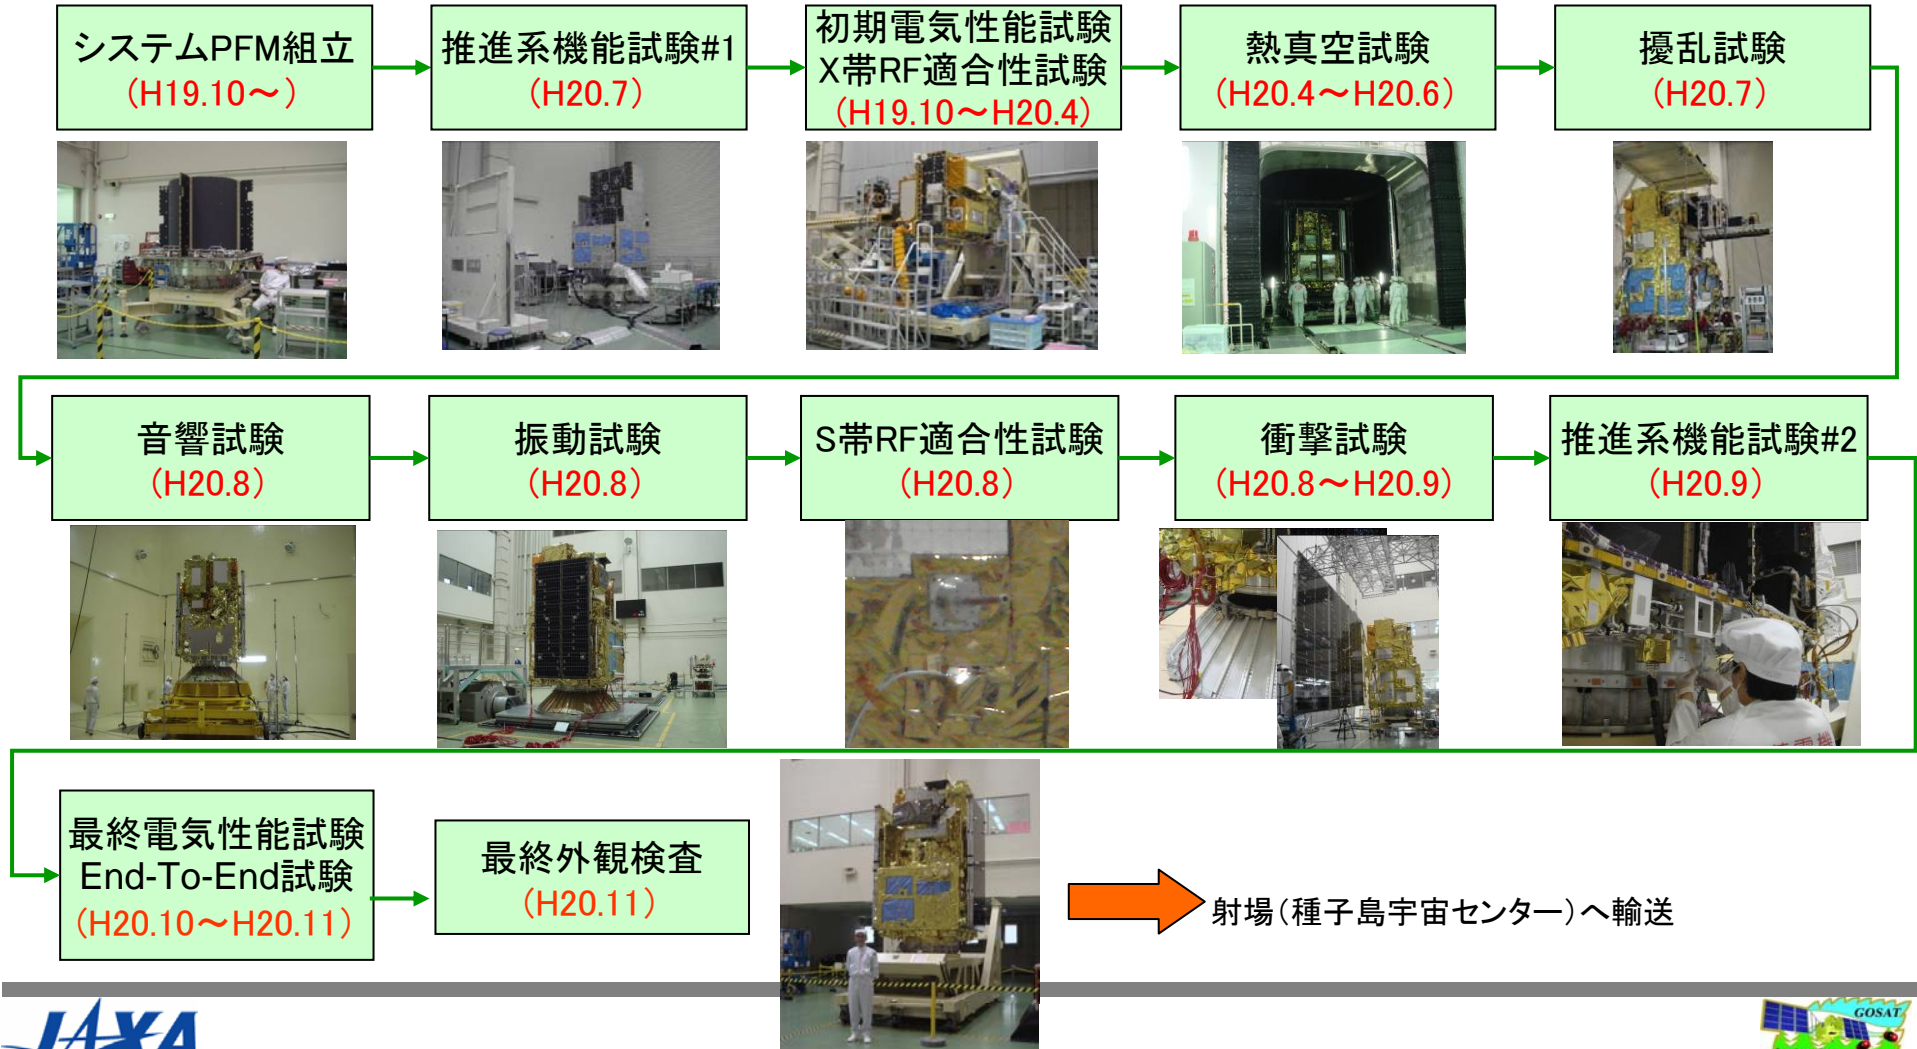 システムPFM組立
(H19.10～)
推進系機能試験#1
(H20.7)
初期電気性能試験
X帯RF適合性試験
(H19.10～H20.4)
熱真空試験
(H20.4～H20.6)
擾乱試験
(H20.7)
音響試験
(H20.8)
振動試験
(H20.8)
S帯RF適合性試験
(H20.8)
衝撃試験
(H20.8～H20.9)
推進系機能試験#2
(H20.9)
最終電気性能試験
End-To-End試験
(H20.10～H20.11)
最終外観検査
(H20.11)
射場(種子島宇宙センター)へ輸送
JAXA
GOSAT